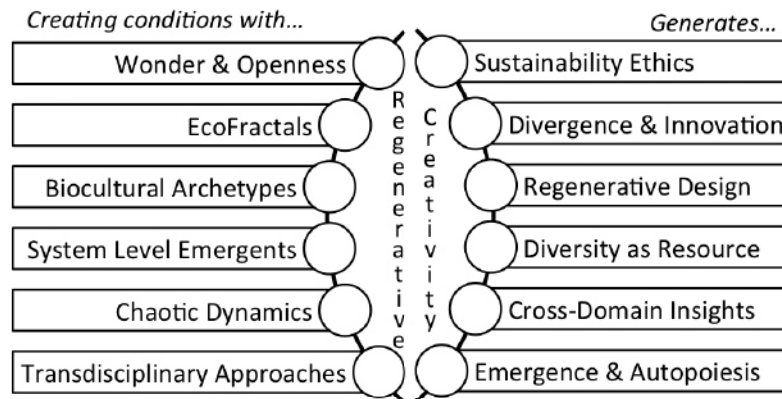 Creating conditions with...
Generates...
Wonder & Openness
EcoFractals
Biocultural Archetypes
System Level Emergents
Chaotic Dynamics
Transdisciplinary Approaches
Regenerative
Creativity
Sustainability Ethics
Divergence & Innovation
Regenerative Design
Diversity as Resource
Cross-Domain Insights
Emergence & Autopoiesis